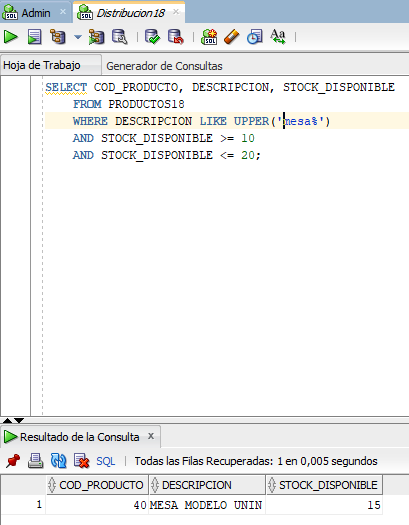 Admin
Distribucion18
Hoja de Trabajo
Generador de Consultas
SELECT COD_PRODUCTO, DESCRIPCION, STOCK_DISPONIBLE
FROM PRODUCTOS18
WHERE DESCRIPCION LIKE UPPER('mesa%')
AND STOCK_DISPONIBLE >= 10
AND STOCK_DISPONIBLE <= 20;
Resultado de la Consulta x
SQL | Todas las Filas Recuperadas: 1 en 0,005 segundos
COD_PRODUCTO DESCRIPCION STOCK_DISPONIBLE
1 40 MESA MODELO UNIN 15